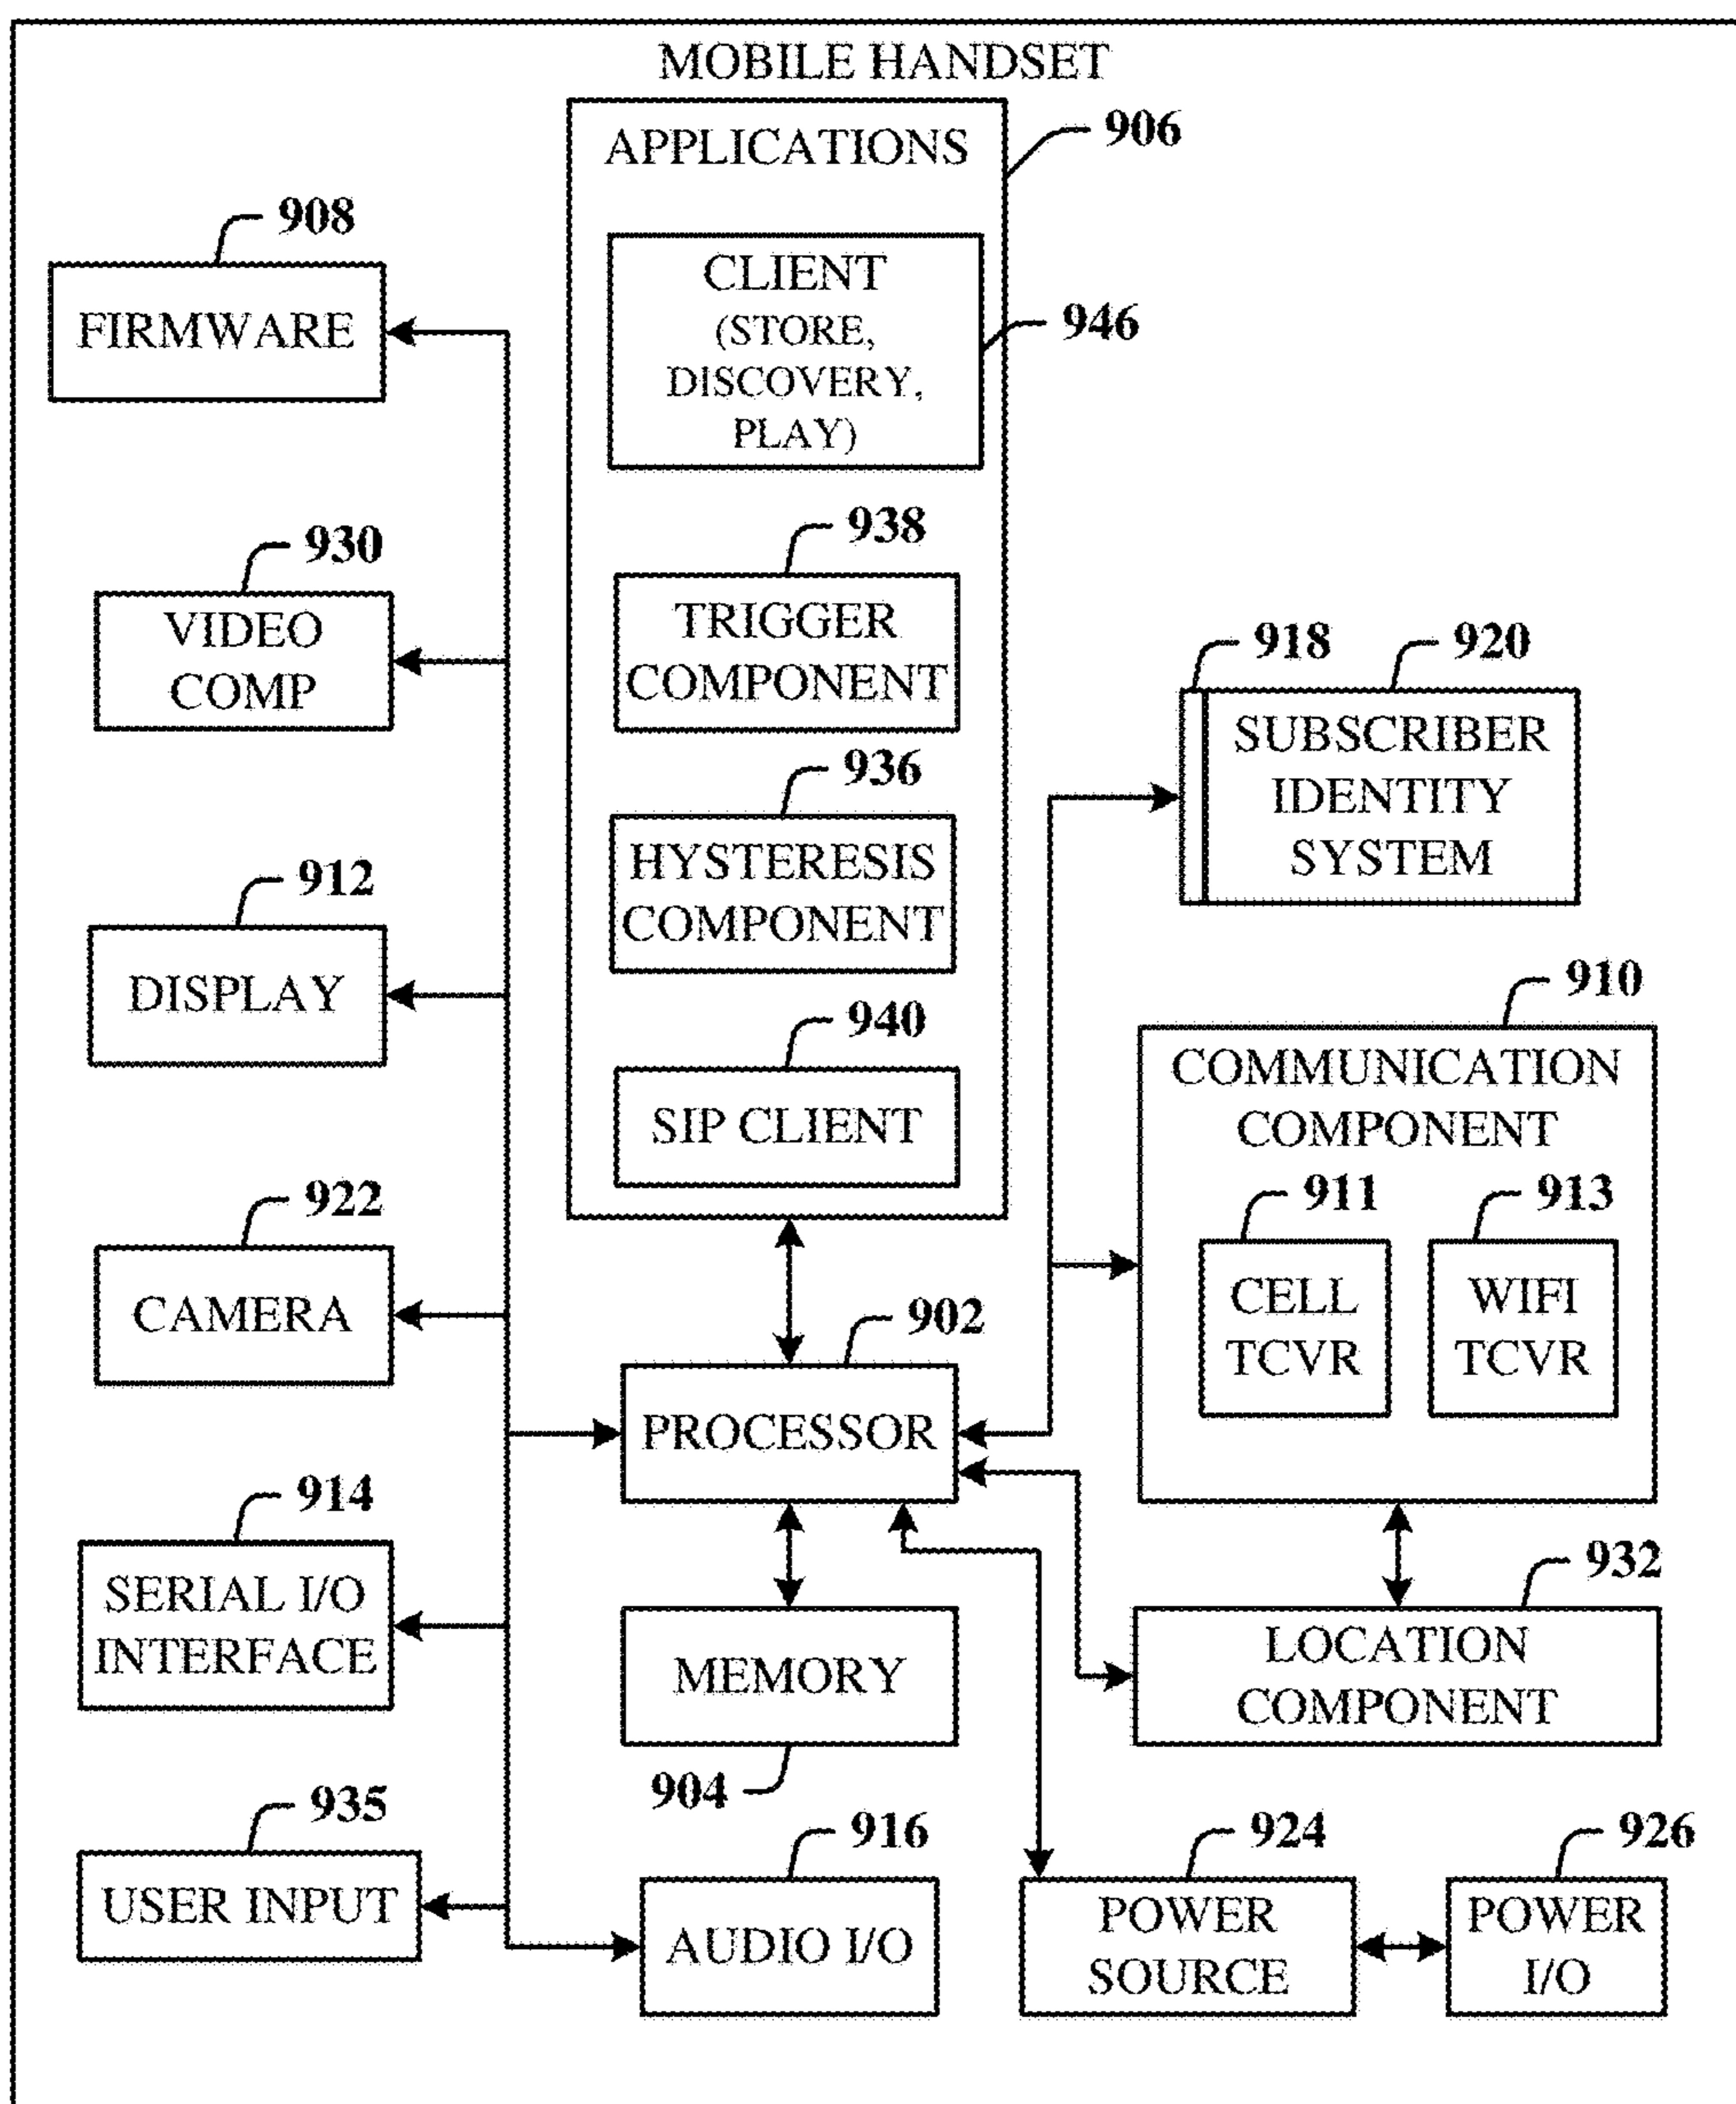 MOBILE HANDSET
APPLICATIONS
906
908
FIRMWARE
CLIENT
(STORE,
DISCOVERY,
PLAY)
946
930
VIDEO
COMP
938
TRIGGER
COMPONENT
918
920
SUBSCRIBER
IDENTITY
SYSTEM
936
HYSTERESIS
COMPONENT
912
DISPLAY
940
SIP CLIENT
910
COMMUNICATION
COMPONENT
911
CELL
TCVR
913
WIFI
TCVR
922
CAMERA
902
PROCESSOR
914
SERIAL I/O
INTERFACE
MEMORY
904
932
LOCATION
COMPONENT
935
USER INPUT
916
AUDIO I/O
924
POWER
SOURCE
926
POWER
I/O